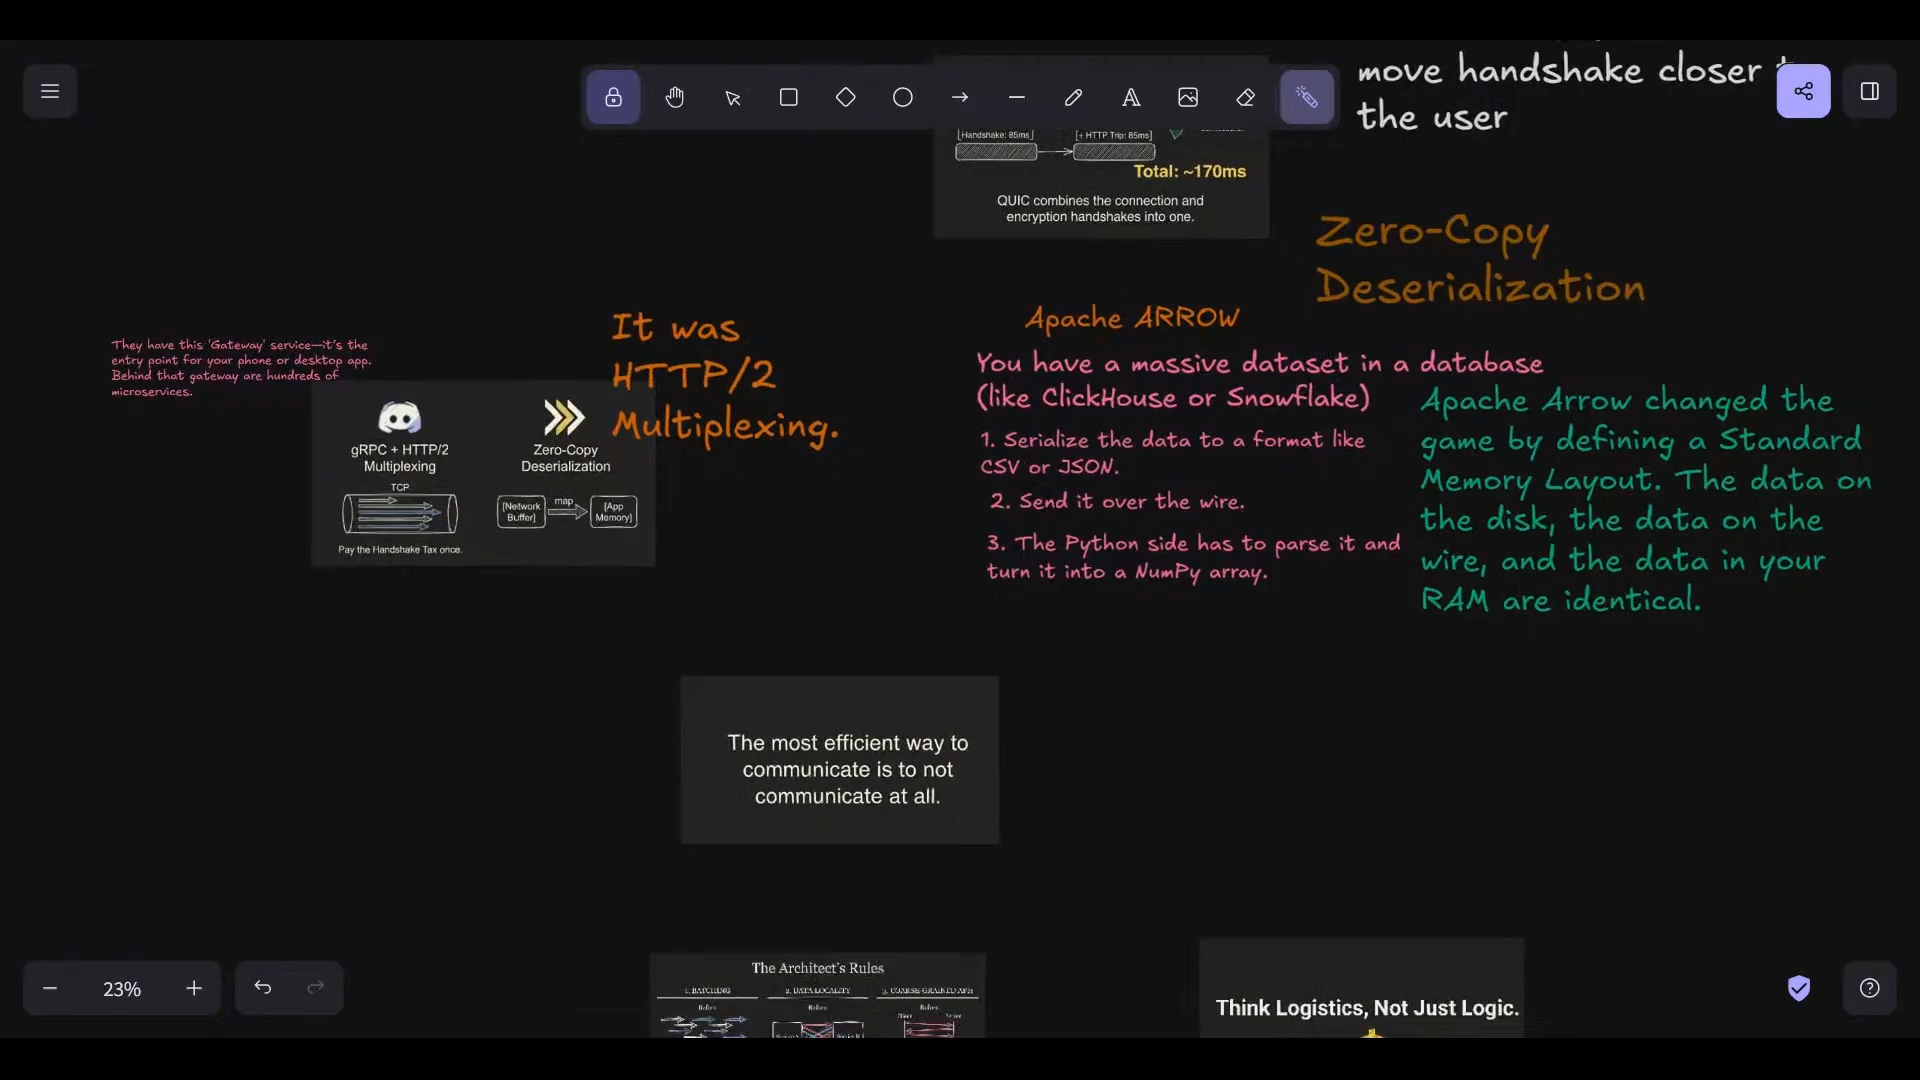 move handshake closer
the user
[Handshake: 85ms]
[+ HTTP Trip: 85ms]
Total: ~170ms
QUIC combines the connection and
encryption handshakes into one.
Zero-Copy
Deserialization
They have this 'Gateway' service—it's the
entry point for your phone or desktop app.
Behind that gateway are hundreds of
microservices.
It was
HTTP/2
Multiplexing.
gRPC + HTTP/2
Multiplexing
TCP
Pay the Handshake Tax once.
Zero-Copy
Deserialization
[Network
Buffer]
map
[App
Memory]
Apache ARROW
You have a massive dataset in a database
(like ClickHouse or Snowflake)
1. Serialize the data to a format like
CSV or JSON.
2. Send it over the wire.
3. The Python side has to parse it and
turn it into a NumPy array.
Apache Arrow changed the
game by defining a Standard
Memory Layout. The data on
the disk, the data on the
wire, and the data in your
RAM are identical.
The most efficient way to
communicate is to not
communicate at all.
The Architect's Rules
1. BATCHING
2. DATA LOCALITY
3. COARSE-GRAINED APIs
Before
Before
Before
Think Logistics, Not Just Logic.
23%